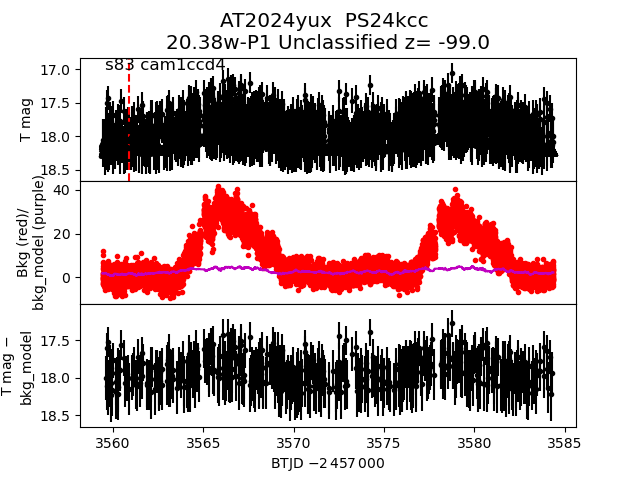 AT2024yux  PS24kcc
20.38w-P1 Unclassified z= -99.0
s83 cam1ccd4
T mag
17.0
17.5
18.0
18.5
Bkg (red)/
bkg_model (purple)
40
20
0
T mag −
bkg_model
17.5
18.0
18.5
3560 3565 3570 3575 3580 3585
BTJD −2 457 000